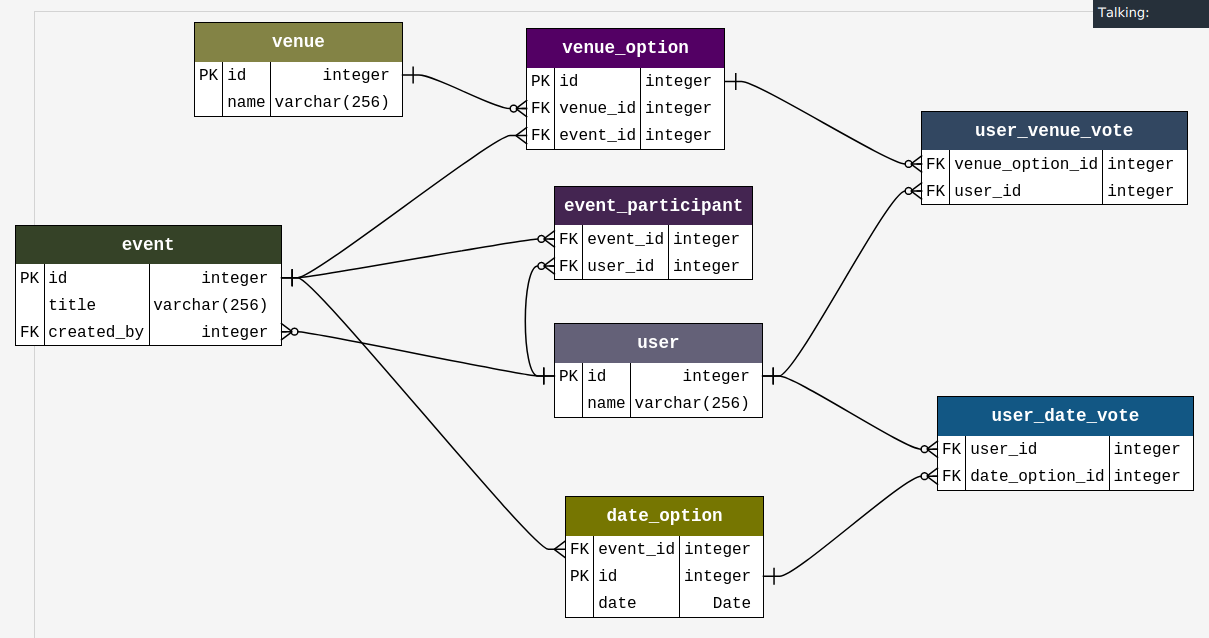 Talking:
venue
PK id integer
name varchar(256)
venue_option
PK id integer
FK venue_id integer
FK event_id integer
user_venue_vote
FK venue_option_id integer
FK user_id integer
event_participant
FK event_id integer
FK user_id integer
event
PK id integer
title varchar(256)
FK created_by integer
user
PK id integer
name varchar(256)
user_date_vote
FK user_id integer
FK date_option_id integer
date_option
FK event_id integer
PK id integer
date Date